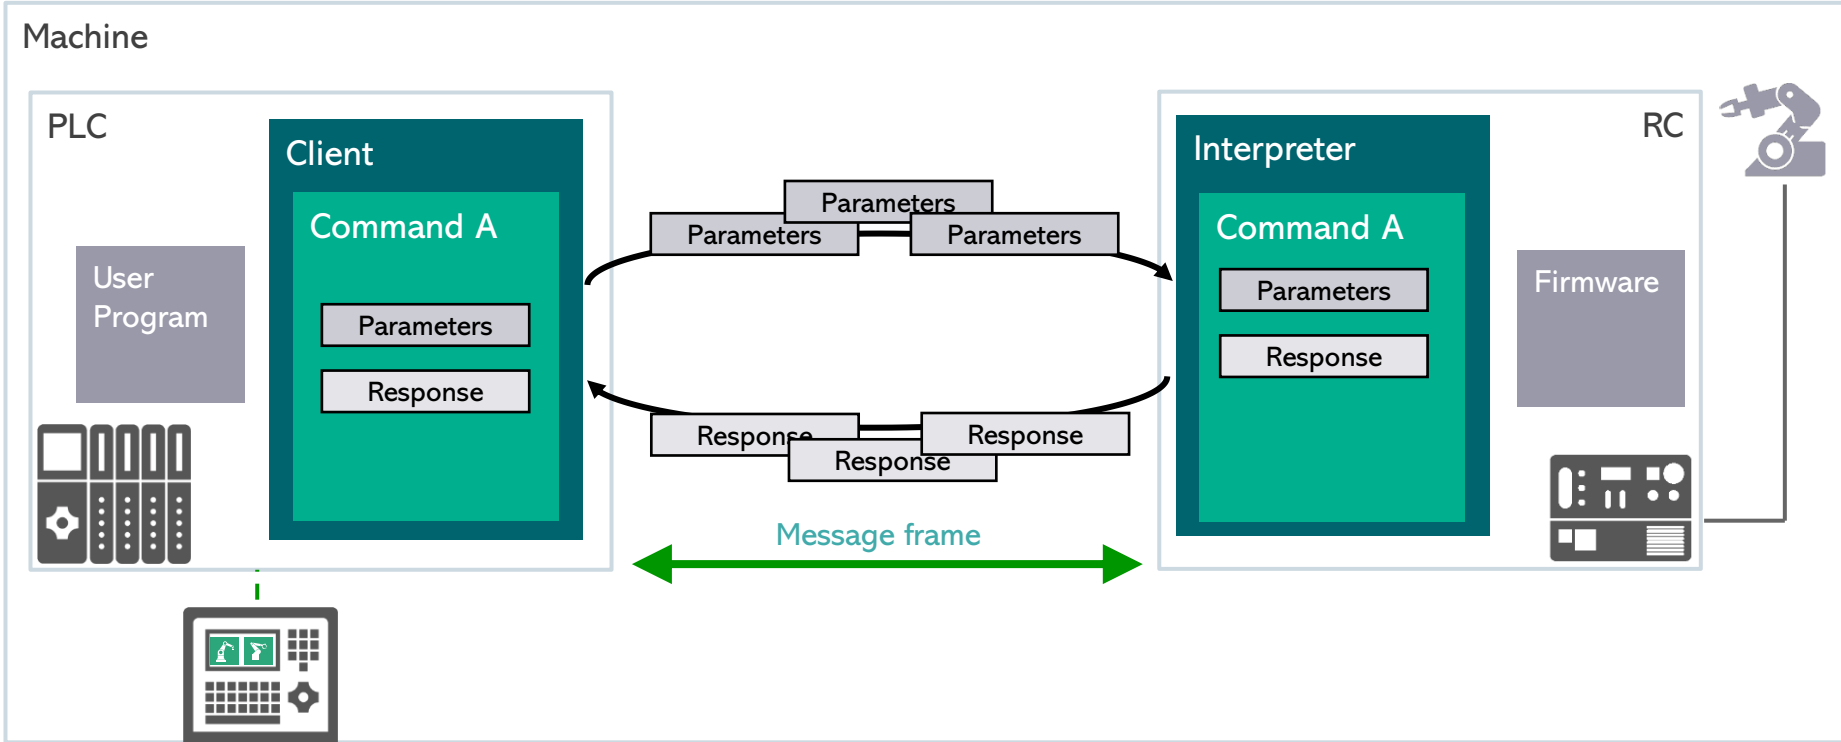 Machine
PLC
Client
Command A
User
Program
Parameters
Response
Parameters
Parameters
Parameters
Response
Response
Response
Message frame
Interpreter
Command A
Parameters
Response
RC
Firmware